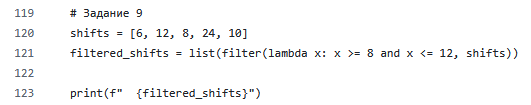 119 # Задание 9
120 shifts = [6, 12, 8, 24, 10]
121 filtered_shifts = list(filter(lambda x: x >= 8 and x <= 12, shifts))
122
123 print(f"  {filtered_shifts}")